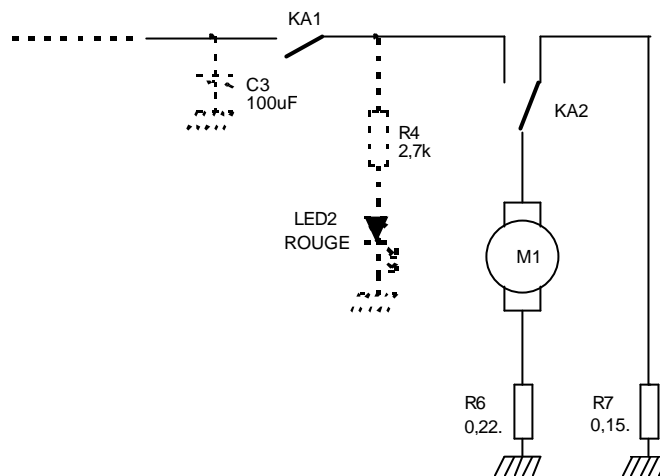 KA1
C3
100uF
R4
2,7k
KA2
LED2
ROUGE
M1
R6
0,22.
R7
0,15.